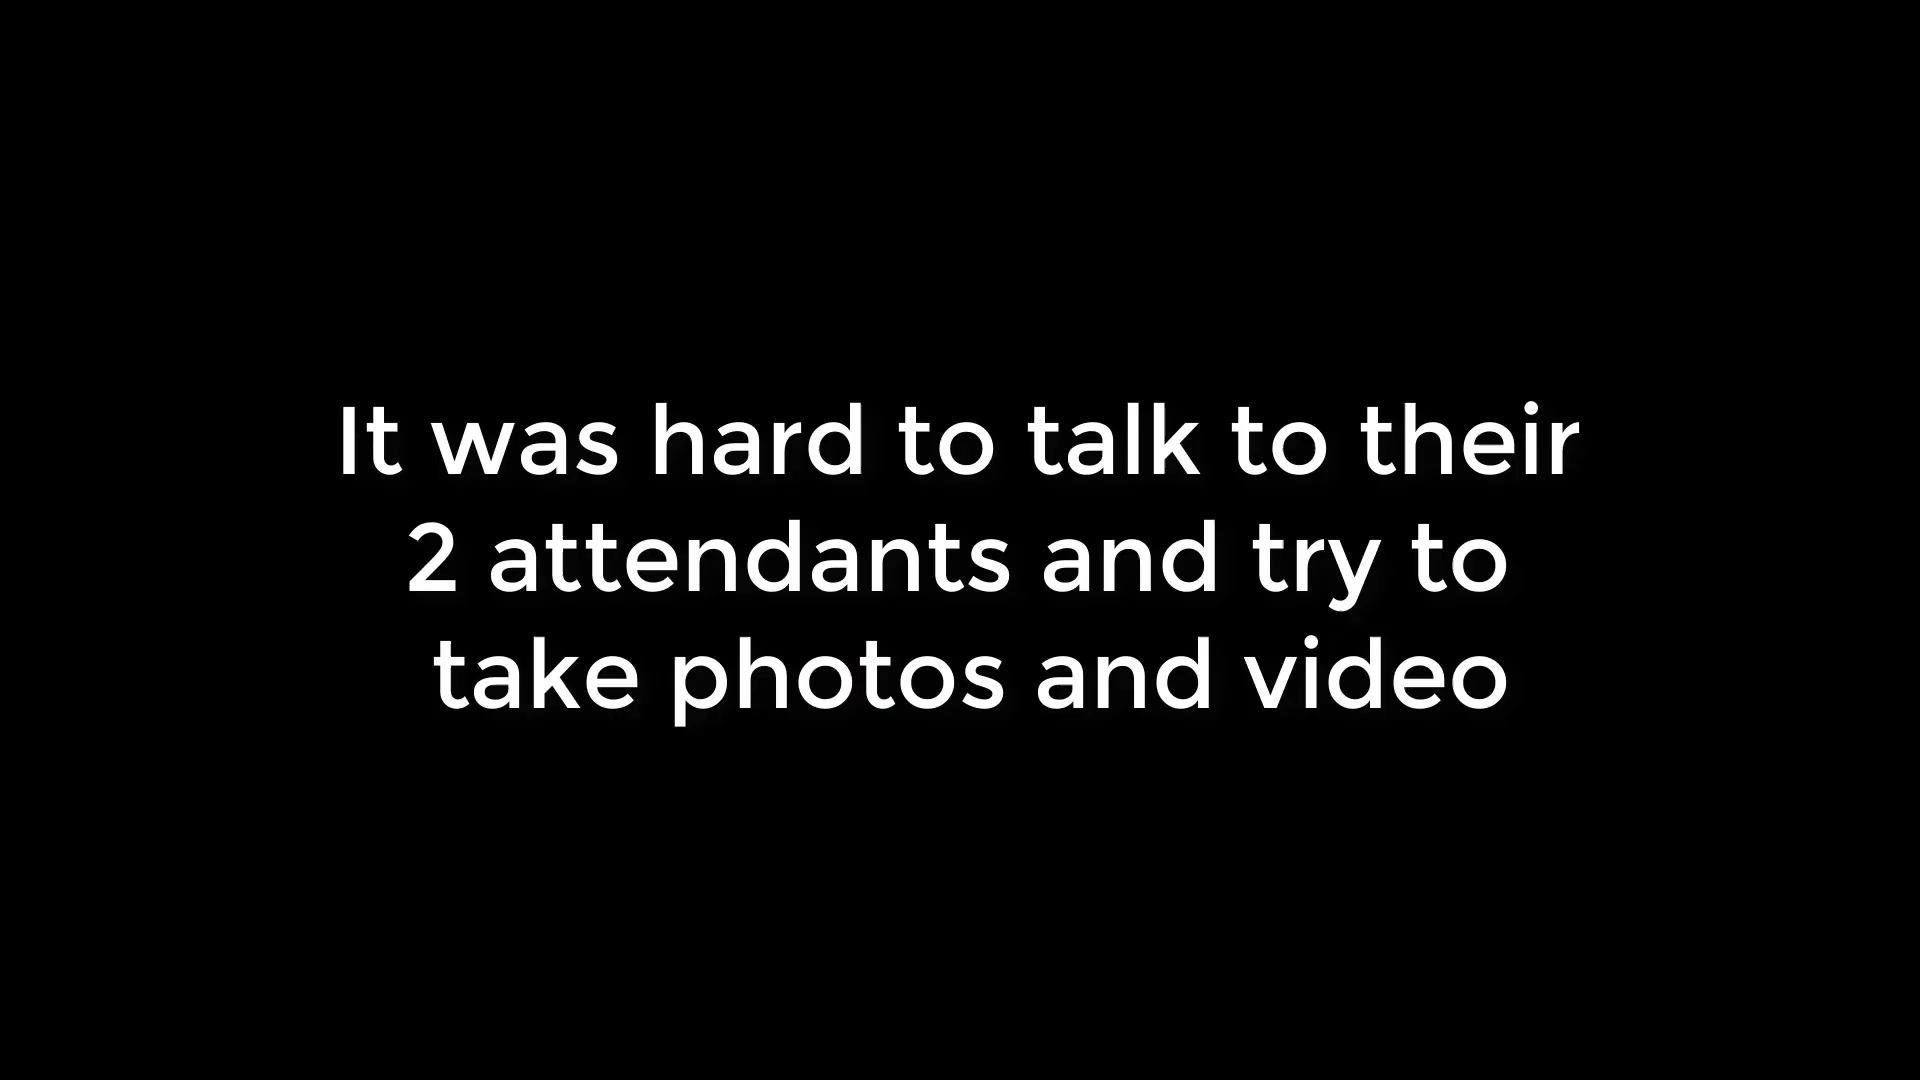 It was hard to talk to their
2 attendants and try to
take photos and video